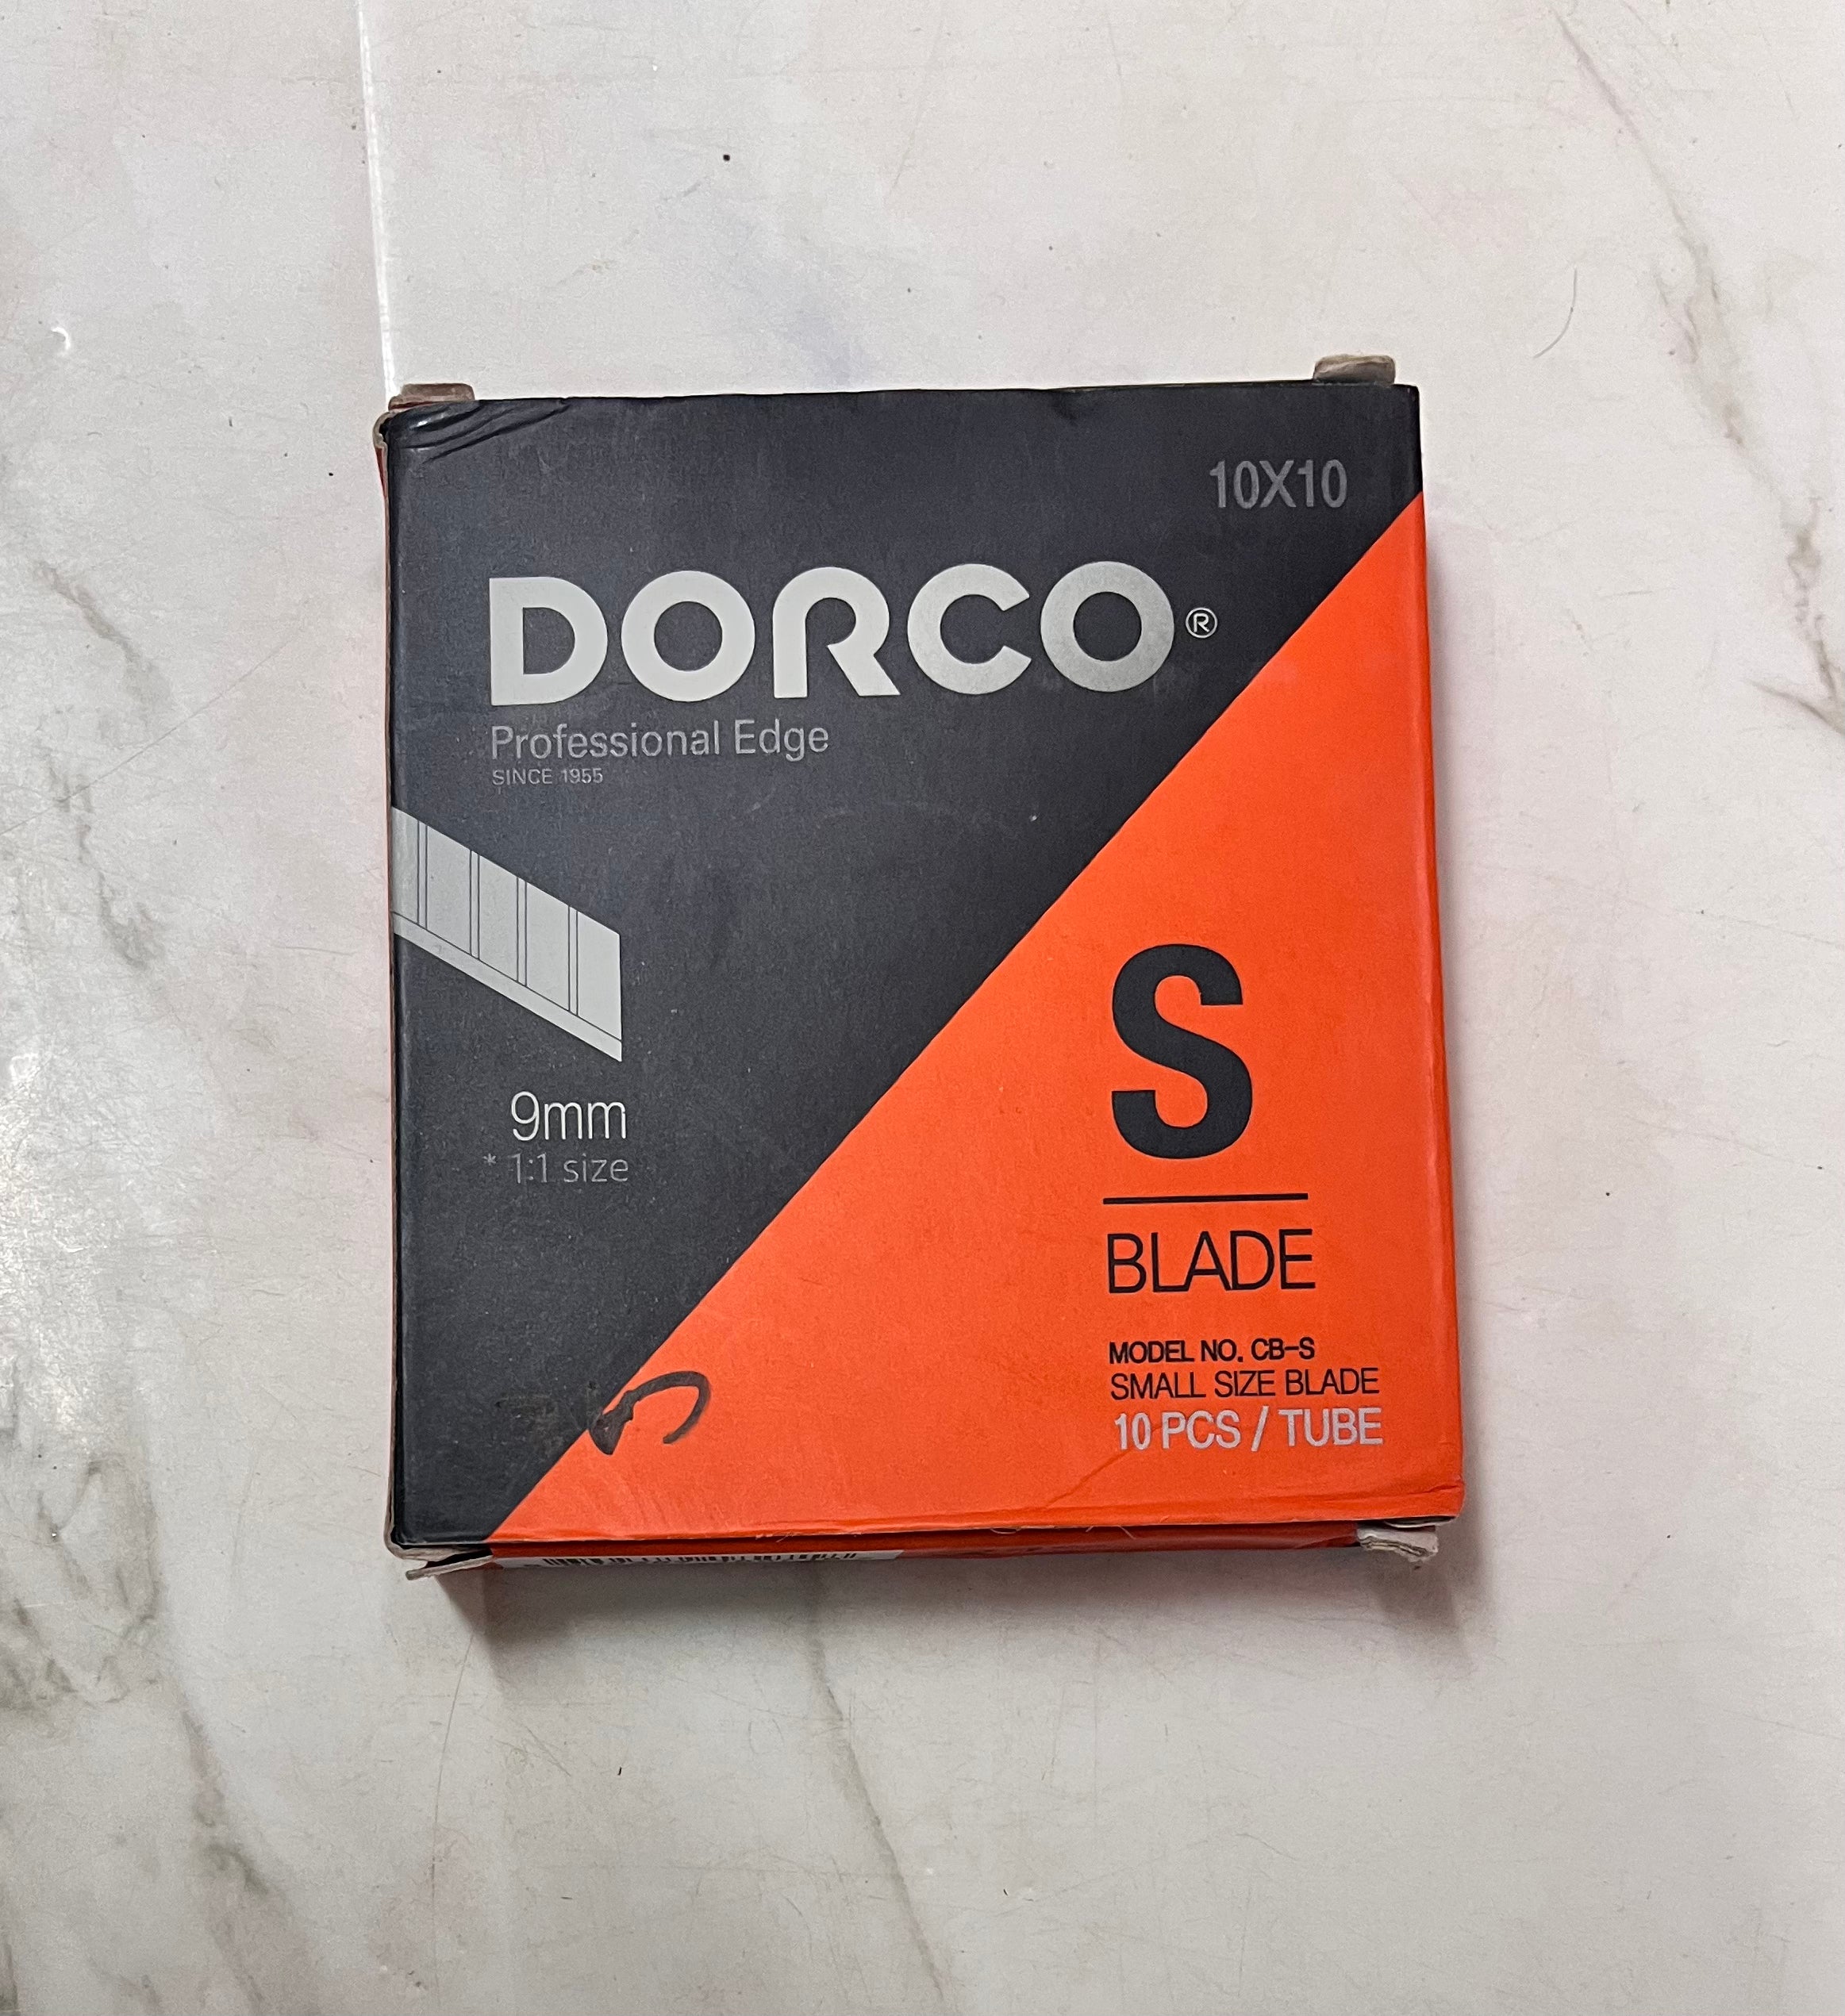 10X10
DORCO®
Professional Edge
SINCE 1955
9mm
* 1:1 size
S
BLADE
MODEL NO. CB-S
SMALL SIZE BLADE
10 PCS / TUBE